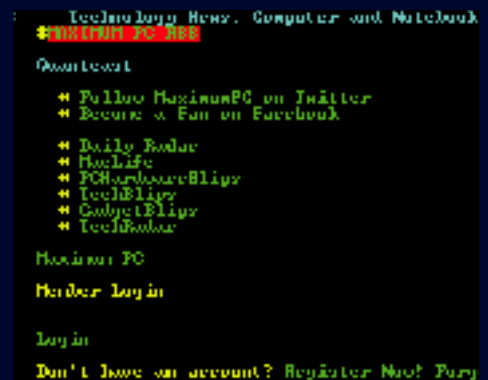 Technology News, Computer and Notebook
#MAXIMUM PC RSS
Quantcast
* Follow MaximumPC on Twitter
* Become a Fan on Facebook
* Daily Radar
* MacLife
* PCHardwareBlips
* TechBlips
* GadgetBlips
* TechRadar
Maximum PC
Member Login
Login
Don't have an account? Register Now! Forg